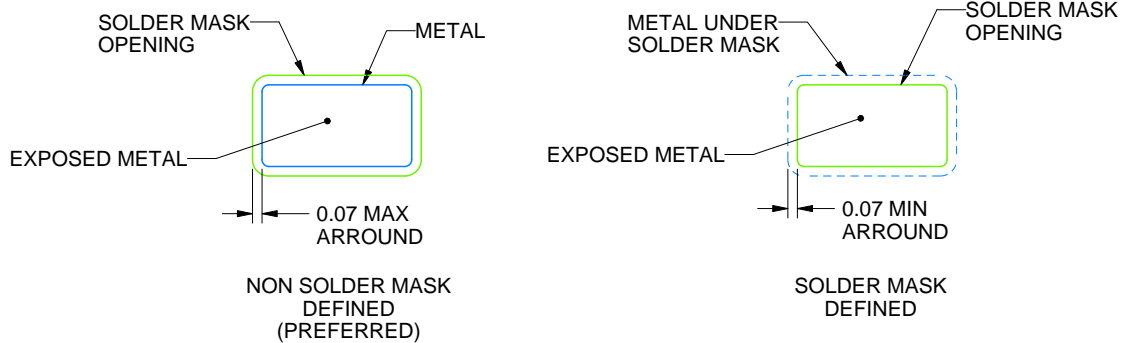 SOLDER MASK
OPENING
METAL
EXPOSED METAL
0.07 MAX
ARROUND
NON SOLDER MASK
DEFINED
(PREFERRED)
METAL UNDER
SOLDER MASK
SOLDER MASK
OPENING
EXPOSED METAL
0.07 MIN
ARROUND
SOLDER MASK
DEFINED